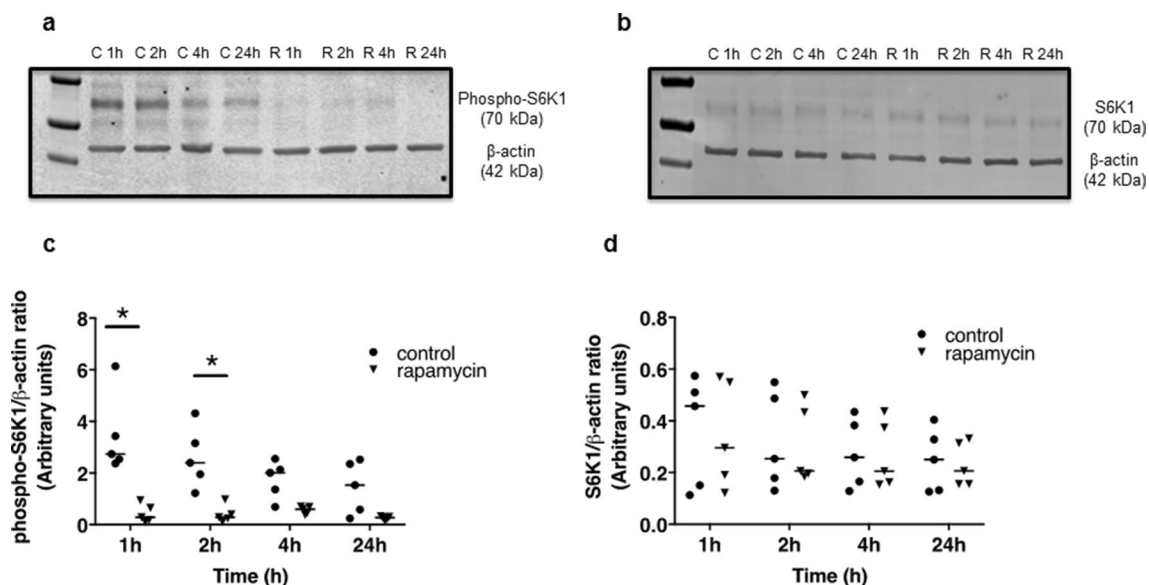 a
C 1h C 2h C 4h C 24h R 1h R 2h R 4h R 24h
Phospho-S6K1
(70 kDa)
β-actin
(42 kDa)
b
C 1h C 2h C 4h C 24h R 1h R 2h R 4h R 24h
S6K1
(70 kDa)
β-actin
(42 kDa)
c
phospho-S6K1/β-actin ratio
(Arbitrary units)
8
6
4
2
0
*
*
control
rapamycin
1h 2h 4h 24h
Time (h)
d
S6K1/β-actin ratio
(Arbitrary units)
0.8
0.6
0.4
0.2
0.0
control
rapamycin
1h 2h 4h 24h
Time (h)